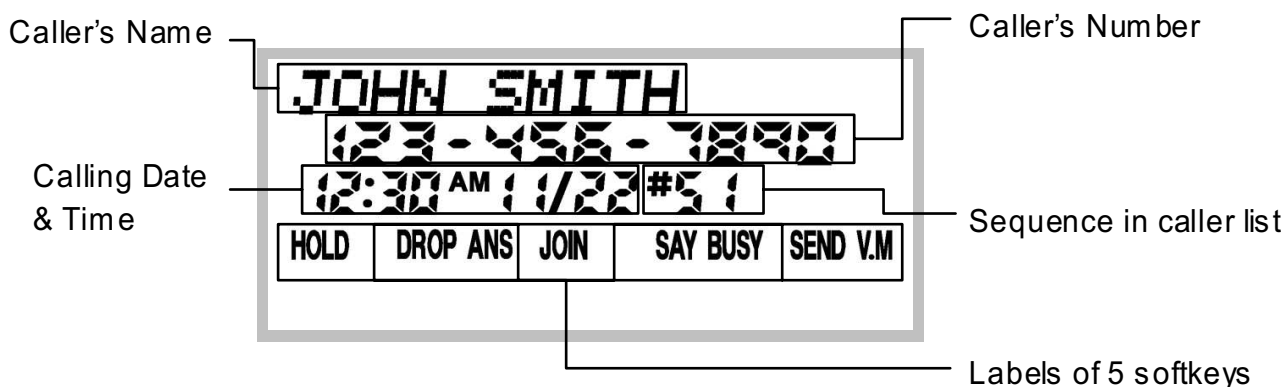 Caller's Name
Caller's Number
JOHN SMITH
123-456-7890
Calling Date
& Time
12:30 AM 11/22 #51
Sequence in caller list
HOLD DROP ANS JOIN SAY BUSY SEND V.M
Labels of 5 softkeys